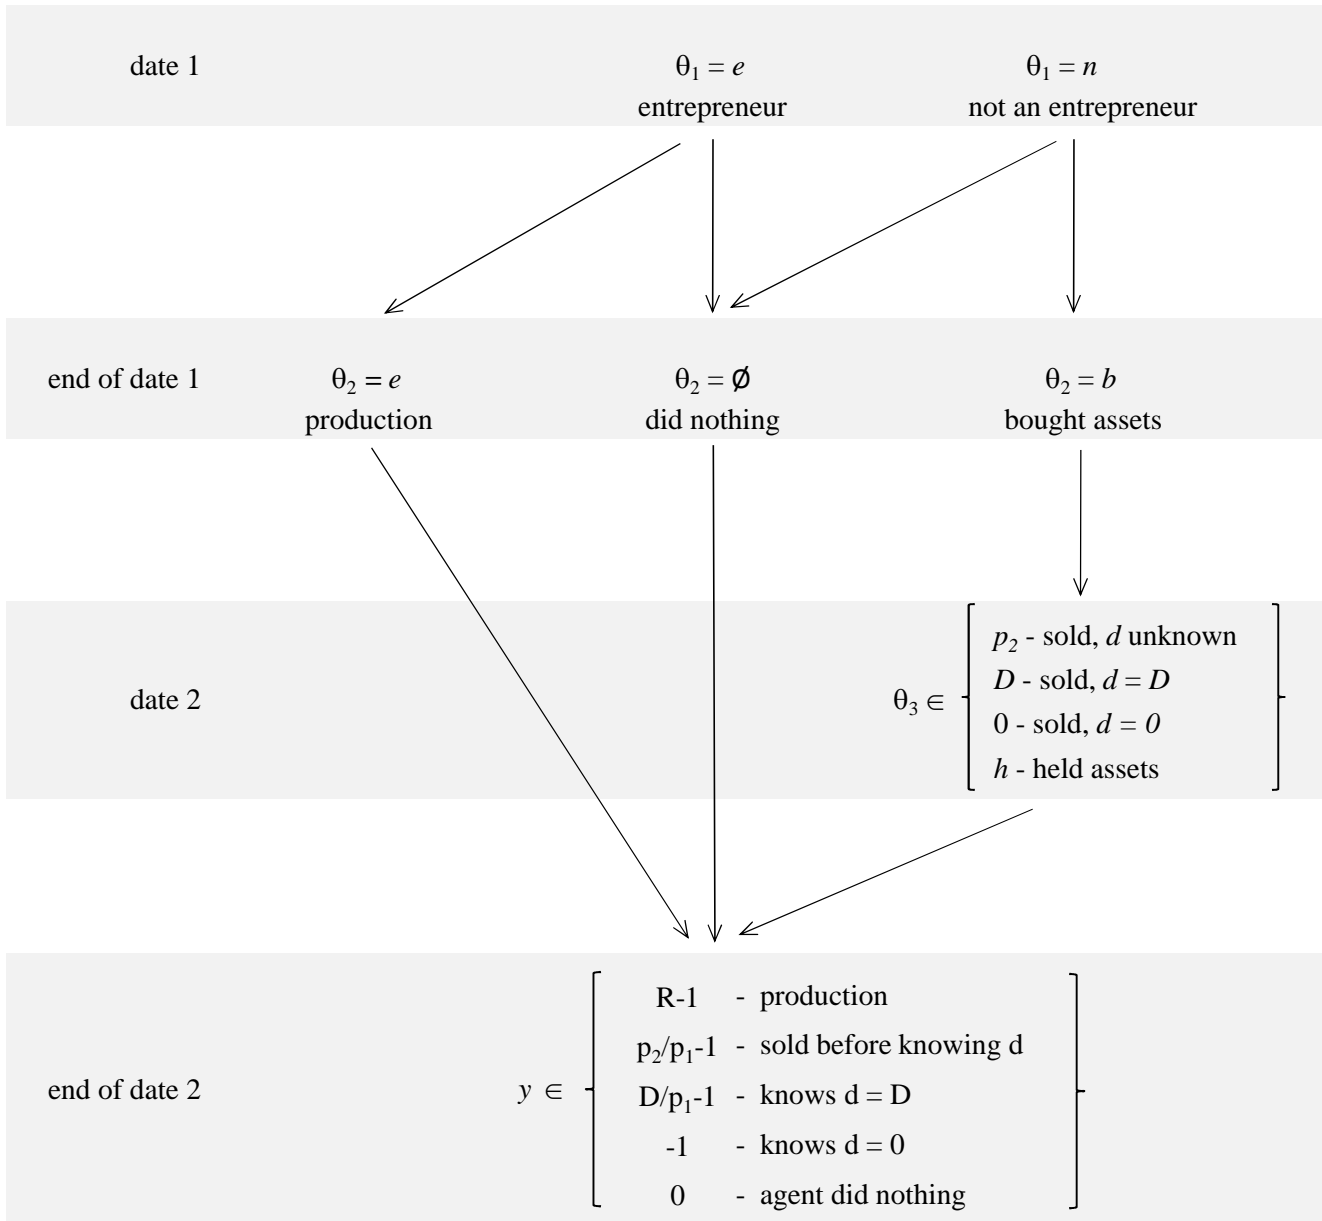 date 1
θ₁ = e
θ₁ = n
entrepreneur
not an entrepreneur
end of date 1
θ₂ = e
θ₂ = ∅
θ₂ = b
production
did nothing
bought assets
date 2
θ₃ ∈
p₂ - sold, d unknown
D - sold, d = D
0 - sold, d = 0
h - held assets
end of date 2
y ∈
R-1 - production
p₂/p₁-1 - sold before knowing d
D/p₁-1 - knows d = D
-1 - knows d = 0
0 - agent did nothing